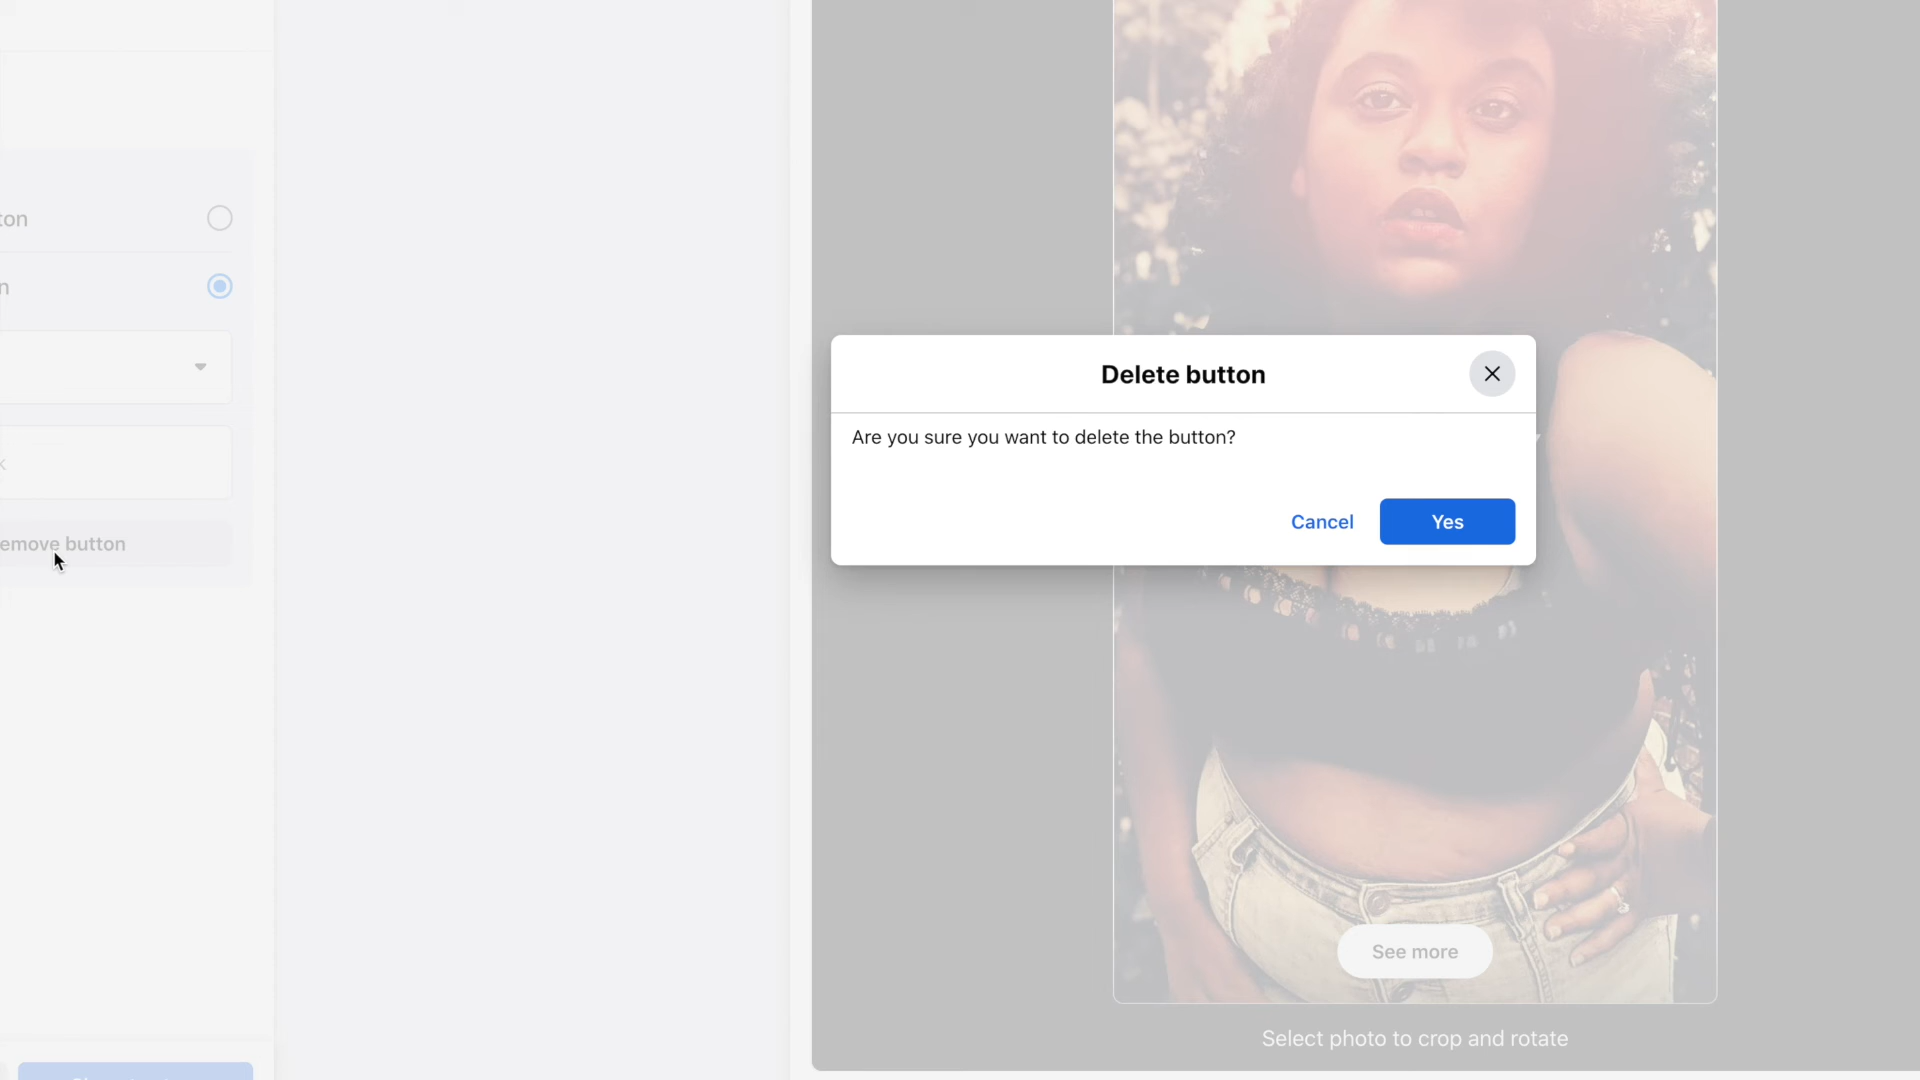 ton
n
k
emove button
Delete button
Are you sure you want to delete the button?
Cancel
Yes
See more
Select photo to crop and rotate